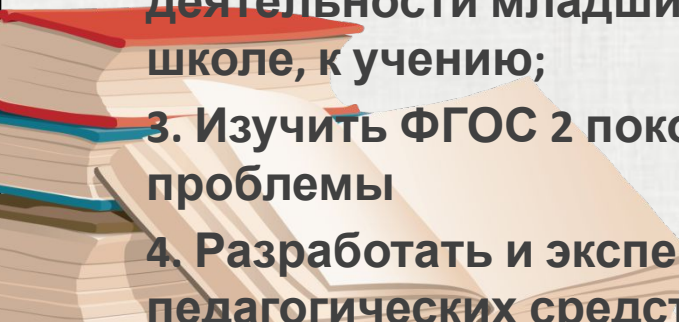 деятельности младши
школе, к учению;
3. Изучить ФГОС 2 поко
проблемы
4. Разработать и экспе
педагогических средст